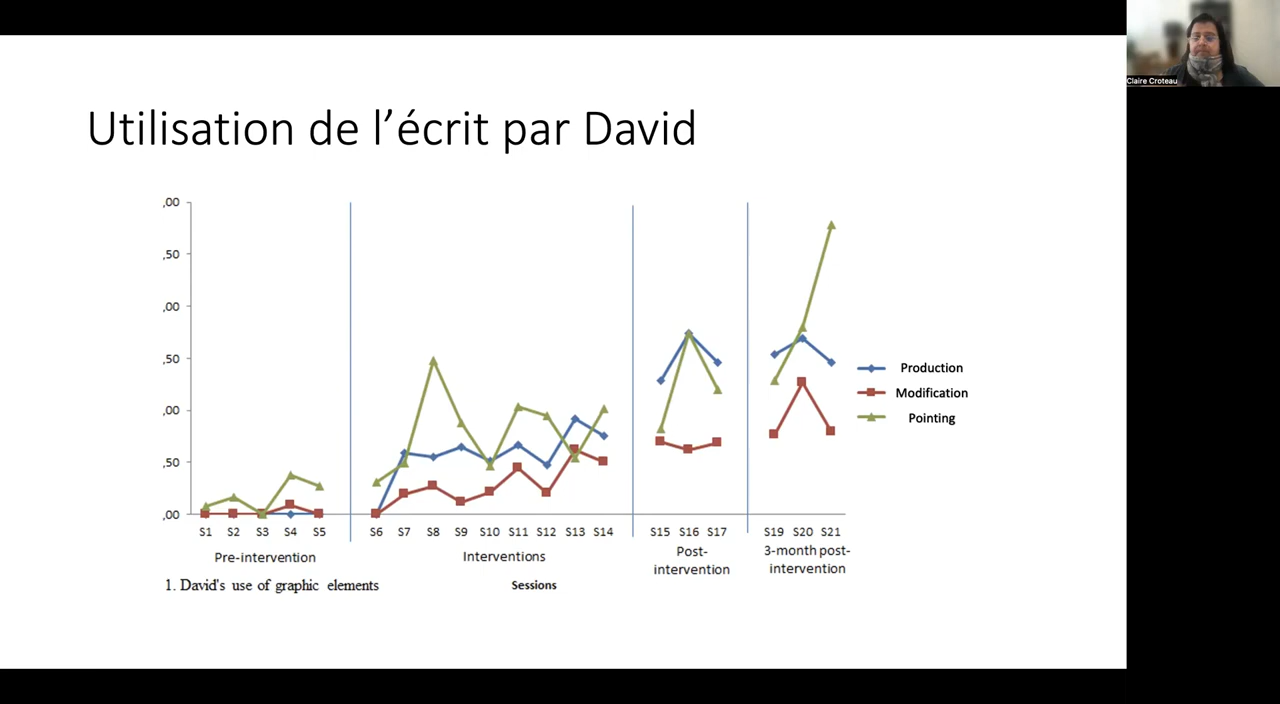 Claire Croteau
Utilisation de l’écrit par David
,00
,50
,00
,50
,00
,50
,00
S1 S2 S3 S4 S5 S6 S7 S8 S9 S10 S11 S12 S13 S14 S15 S16 S17 S19 S20 S21
Pre-intervention
Interventions
Post-
intervention
3-month post-
intervention
Production
Modification
Pointing
1. David's use of graphic elements
Sessions